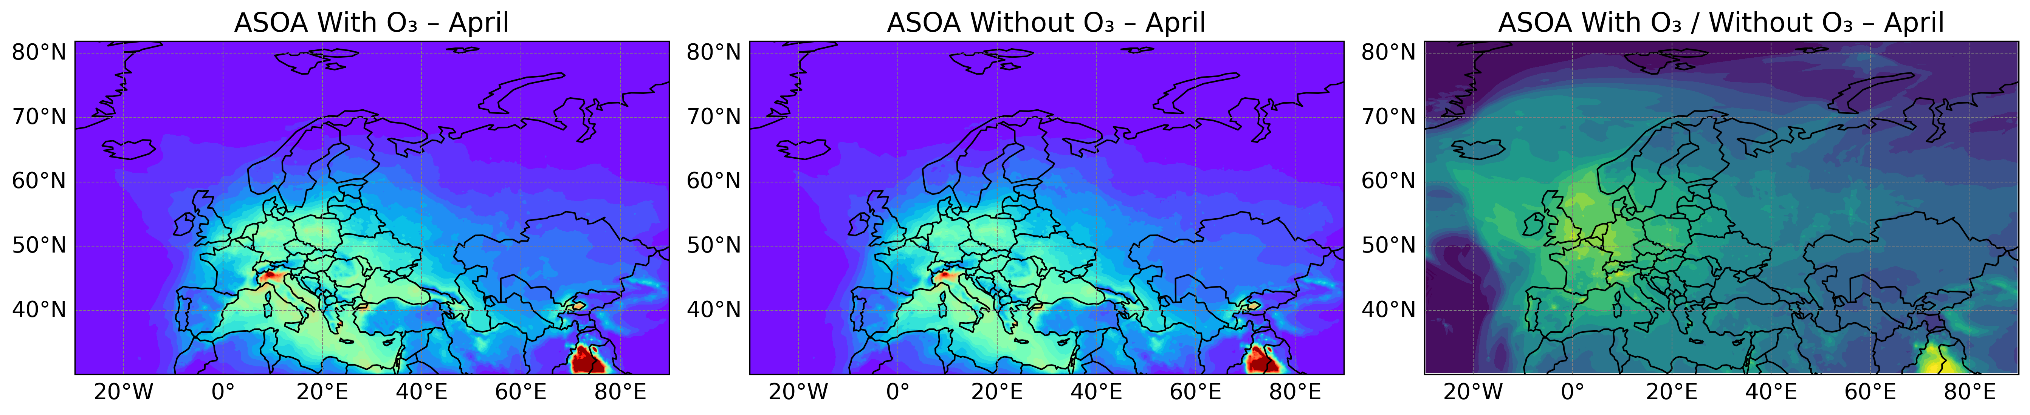 ASOA With O₃ – April
80°N
70°N
60°N
50°N
40°N
20°W 0° 20°E 40°E 60°E 80°E
ASOA Without O₃ – April
80°N
70°N
60°N
50°N
40°N
20°W 0° 20°E 40°E 60°E 80°E
ASOA With O₃ / Without O₃ – April
80°N
70°N
60°N
50°N
40°N
20°W 0° 20°E 40°E 60°E 80°E